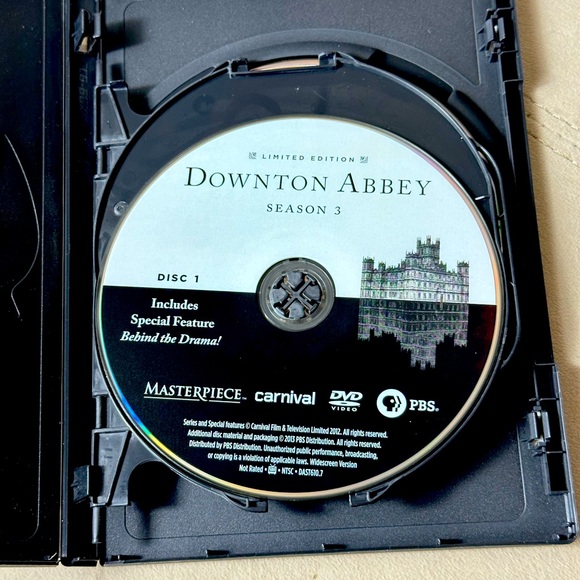 LIMITED EDITION
DOWNTON ABBEY
SEASON 3
DISC 1
Includes
Special Feature
Behind the Drama!
MASTERPIECE™ carnival DVD VIDEO PBS®
Series and Special features © Carnival Film & Television Limited 2012. All rights reserved.
Additional disc material and packaging © 2013 PBS Distribution. All rights reserved.
Distributed by PBS Distribution. Unauthorized public performance, broadcasting,
or copying is a violation of applicable laws. Widescreen Version
Not Rated • CC • NTSC • DAST610.7